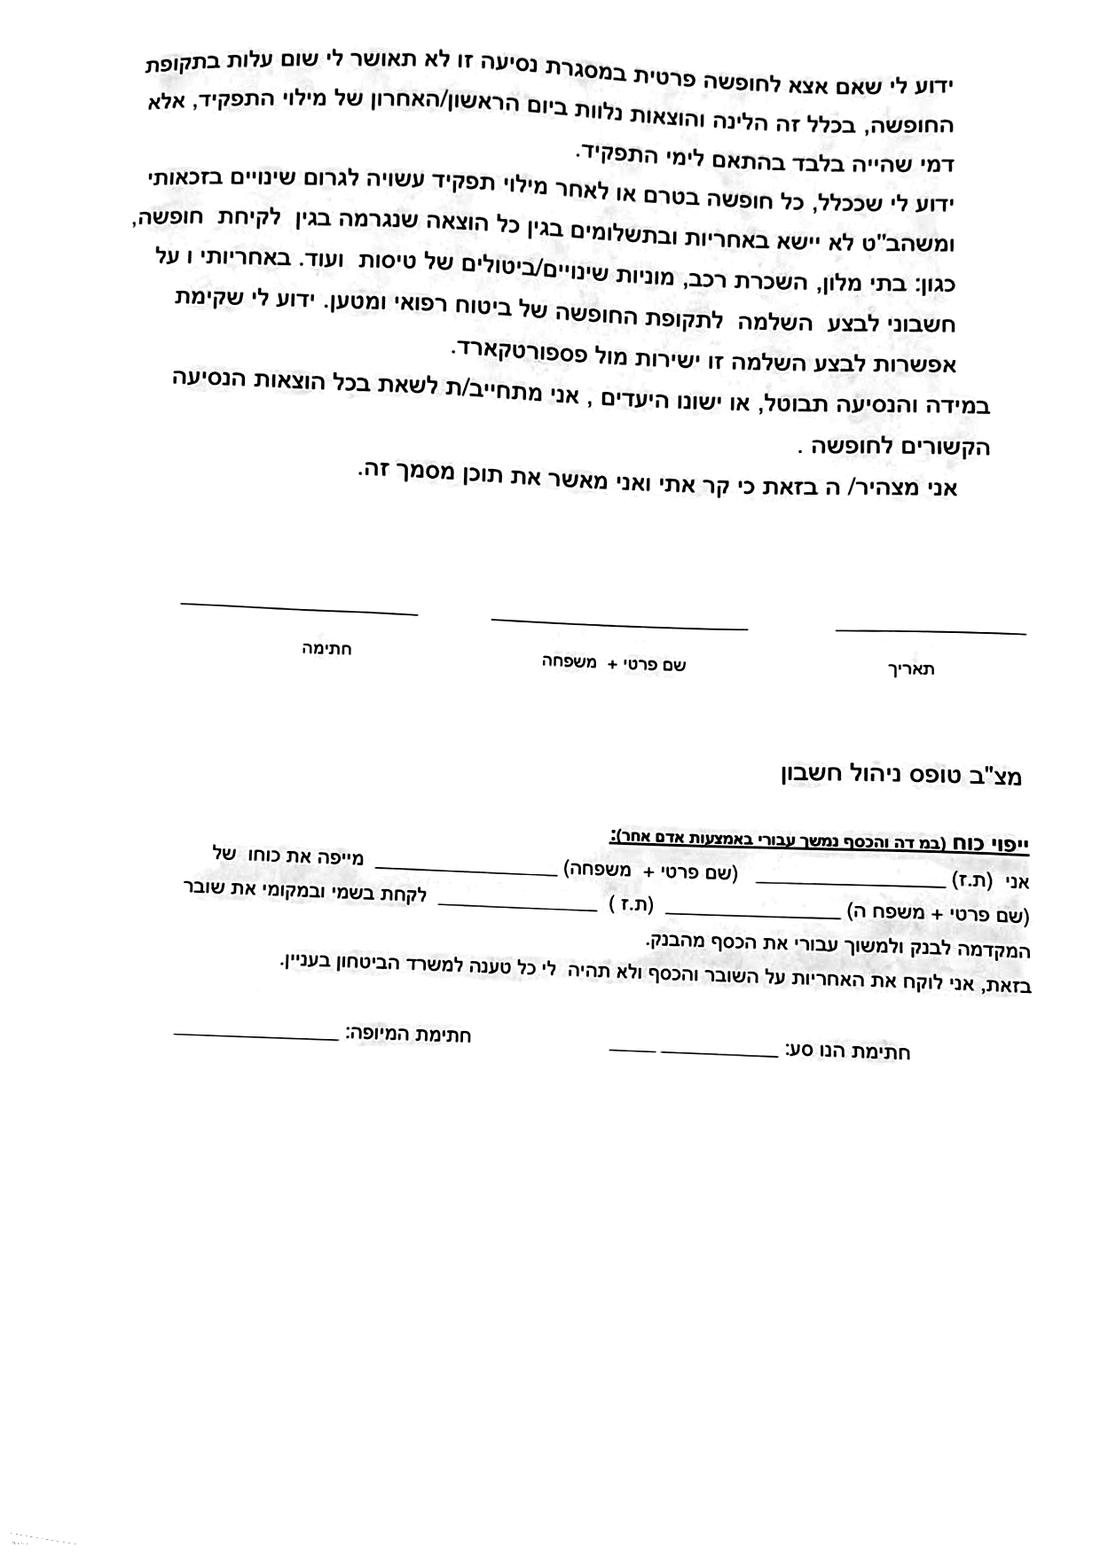 ידוע לי שאם אצא לחופשה פרטית במסגרת נסיעה זו לא תאושר לי שום עלות בתקופת
החופשה, בכלל זה הלינה והוצאות נלוות ביום הראשון/האחרון של מילוי התפקיד, אלא
דמי שהייה בלבד בהתאם לימי התפקיד.
ידוע לי שככלל, כל חופשה בטרם או לאחר מילוי תפקיד עשויה לגרום שינויים בזכאותי
ומשהב"ט לא יישא באחריות ובתשלומים בגין כל הוצאה שנגרמה בגין לקיחת חופשה,
כגון: בתי מלון, השכרת רכב, מוניות שינויים/ביטולים של טיסות ועוד. באחריותי ו על
חשבוני לבצע השלמה לתקופת החופשה של ביטוח רפואי ומטען. ידוע לי שקימת
אפשרות לבצע השלמה זו ישירות מול פספורטקארד.
במידה והנסיעה תבוטל, או ישונו היעדים , אני מתחייב/ת לשאת בכל הוצאות הנסיעה
הקשורים לחופשה .
אני מצהיר/ ה בזאת כי קר אתי ואני מאשר את תוכן מסמך זה.
תאריך שם פרטי + משפחה חתימה
מצ"ב טופס ניהול חשבון
ייפוי כוח (במ דה והכסף נמשך עבורי באמצעות אדם אחר):
אני (ת.ז) ________________ (שם פרטי + משפחה) ________________ מייפה את כוחו של
(שם פרטי + משפח ה) ________________ (ת.ז ) ______________ לקחת בשמי ובמקומי את שובר
המקדמה לבנק ולמשוך עבורי את הכסף מהבנק.
בזאת, אני לוקח את האחריות על השובר והכסף ולא תהיה לי כל טענה למשרד הביטחון בעניין.
חתימת הנו סע: __________ ____ חתימת המיופה: ______________